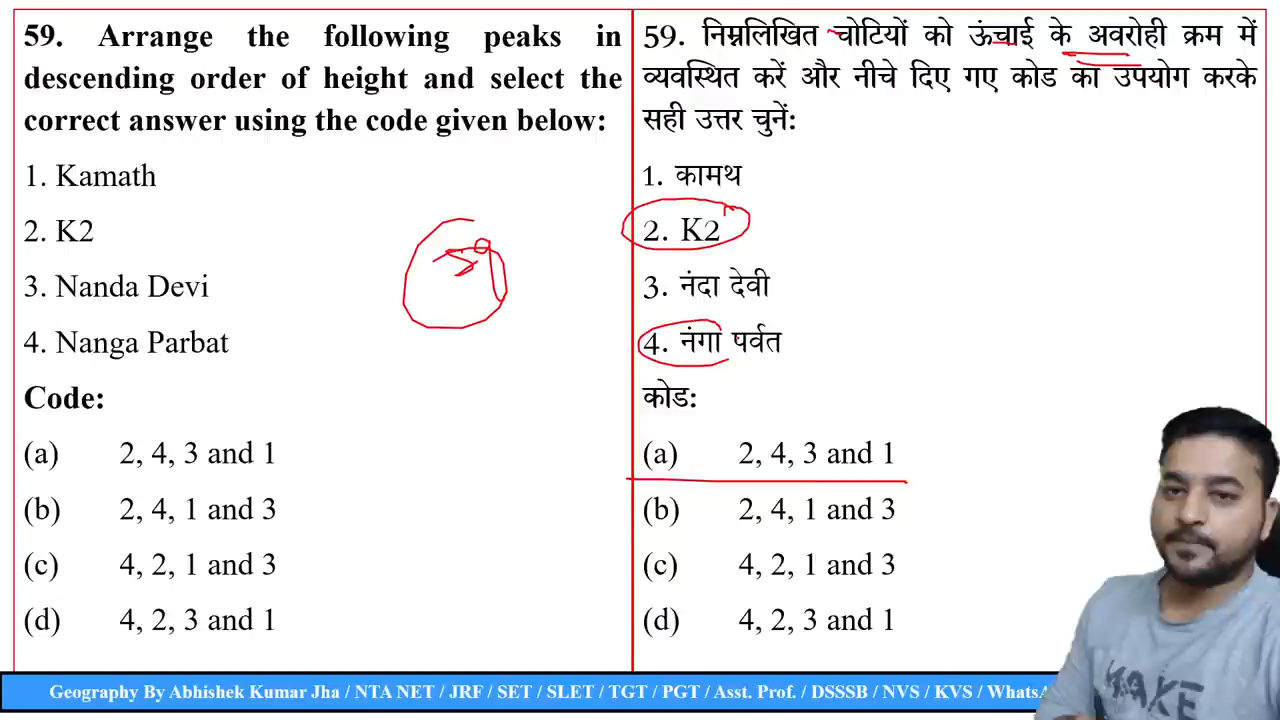 59. Arrange the following peaks in
descending order of height and select the
correct answer using the code given below:
1. Kamath
2. K2
3. Nanda Devi
4. Nanga Parbat
Code:
(a) 2, 4, 3 and 1
(b) 2, 4, 1 and 3
(c) 4, 2, 1 and 3
(d) 4, 2, 3 and 1
59. निम्नलिखित चोटियों को ऊंचाई के अवरोही क्रम में
व्यवस्थित करें और नीचे दिए गए कोड का उपयोग करके
सही उत्तर चुनें:
1. कामथ
2. K2
3. नंदा देवी
4. नंगा पर्वत
कोड:
(a) 2, 4, 3 and 1
(b) 2, 4, 1 and 3
(c) 4, 2, 1 and 3
(d) 4, 2, 3 and 1
59
Geography By Abhishek Kumar Jha / NTA NET / JRF / SET / SLET / TGT / PGT / Asst. Prof. / DSSSB / NVS / KVS / WhatsA
MAKE